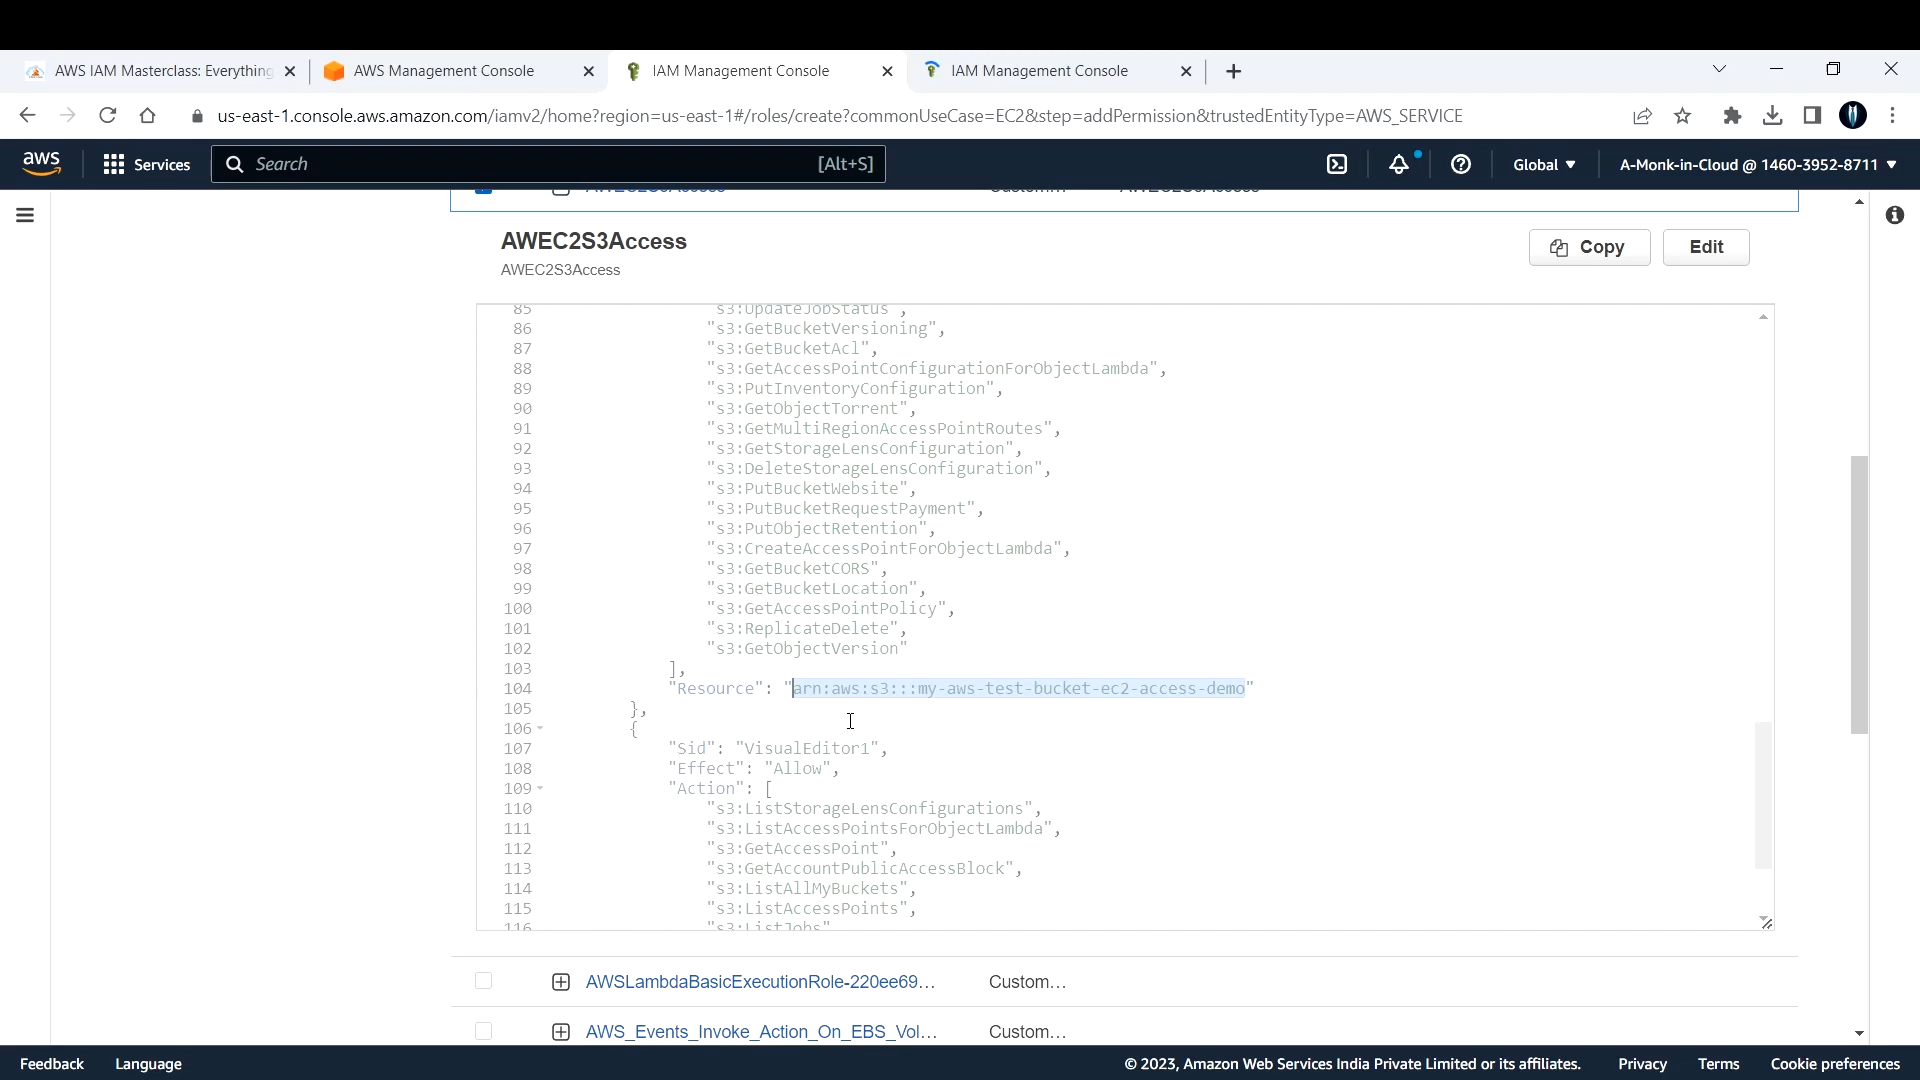 AWS IAM Masterclass: Everything
AWS Management Console
IAM Management Console
IAM Management Console
us-east-1.console.aws.amazon.com/iamv2/home?region=us-east-1#/roles/create?commonUseCase=EC2&step=addPermission&trustedEntityType=AWS_SERVICE
aws
Services
Search
[Alt+S]
Global
A-Monk-in-Cloud @ 1460-3952-8711
AWEC2S3Access
AWEC2S3Access
Copy
Edit
85 "s3:UpdateJobStatus",
86 "s3:GetBucketVersioning",
87 "s3:GetBucketAcl",
88 "s3:GetAccessPointConfigurationForObjectLambda",
89 "s3:PutInventoryConfiguration",
90 "s3:GetObjectTorrent",
91 "s3:GetMultiRegionAccessPointRoutes",
92 "s3:GetStorageLensConfiguration",
93 "s3:DeleteStorageLensConfiguration",
94 "s3:PutBucketWebsite",
95 "s3:PutBucketRequestPayment",
96 "s3:PutObjectRetention",
97 "s3:CreateAccessPointForObjectLambda",
98 "s3:GetBucketCORS",
99 "s3:GetBucketLocation",
100 "s3:GetAccessPointPolicy",
101 "s3:ReplicateDelete",
102 "s3:GetObjectVersion"
103 ],
104 "Resource": "arn:aws:s3:::my-aws-test-bucket-ec2-access-demo"
105 },
106 {
107 "Sid": "VisualEditor1",
108 "Effect": "Allow",
109 "Action": [
110 "s3:ListStorageLensConfigurations",
111 "s3:ListAccessPointsForObjectLambda",
112 "s3:GetAccessPoint",
113 "s3:GetAccountPublicAccessBlock",
114 "s3:ListAllMyBuckets",
115 "s3:ListAccessPoints",
116 "s3:ListJobs"
AWSLambdaBasicExecutionRole-220ee69... Custom...
AWS_Events_Invoke_Action_On_EBS_Vol... Custom...
Feedback
Language
© 2023, Amazon Web Services India Private Limited or its affiliates.
Privacy
Terms
Cookie preferences